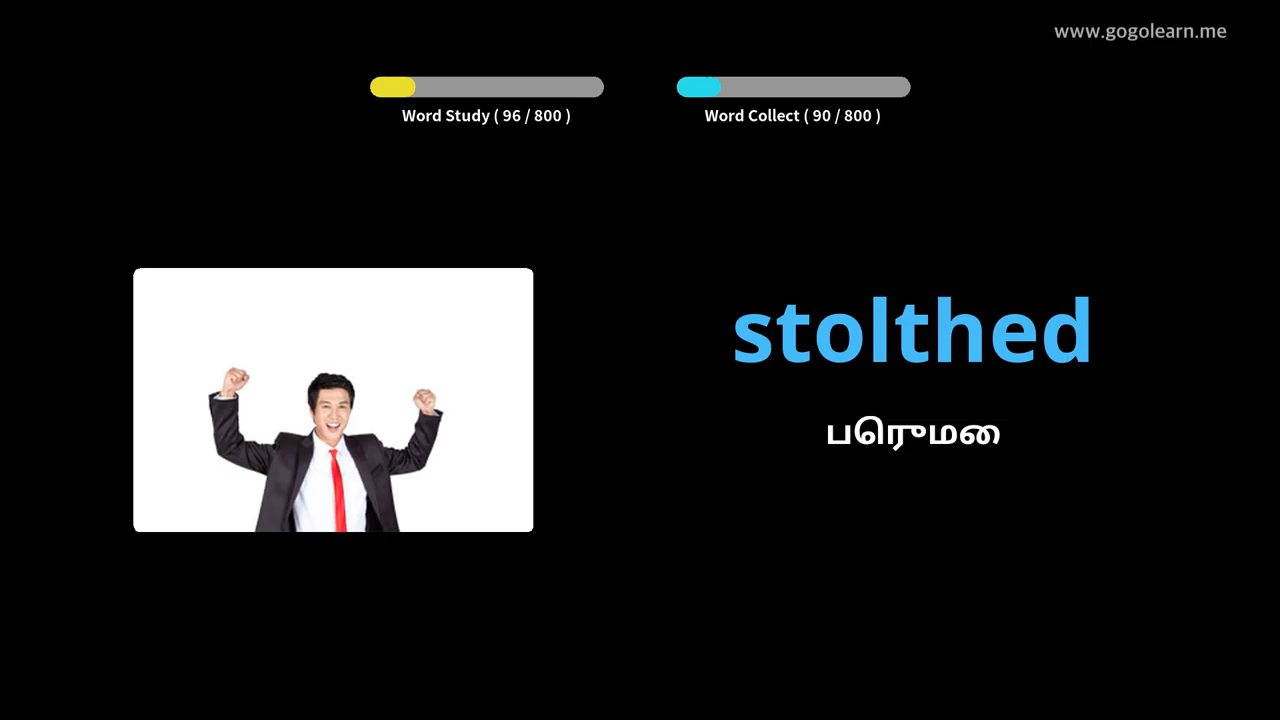 www.gogolearn.me
Word Study ( 96 / 800 )
Word Collect ( 90 / 800 )
stolthed
பெருமை